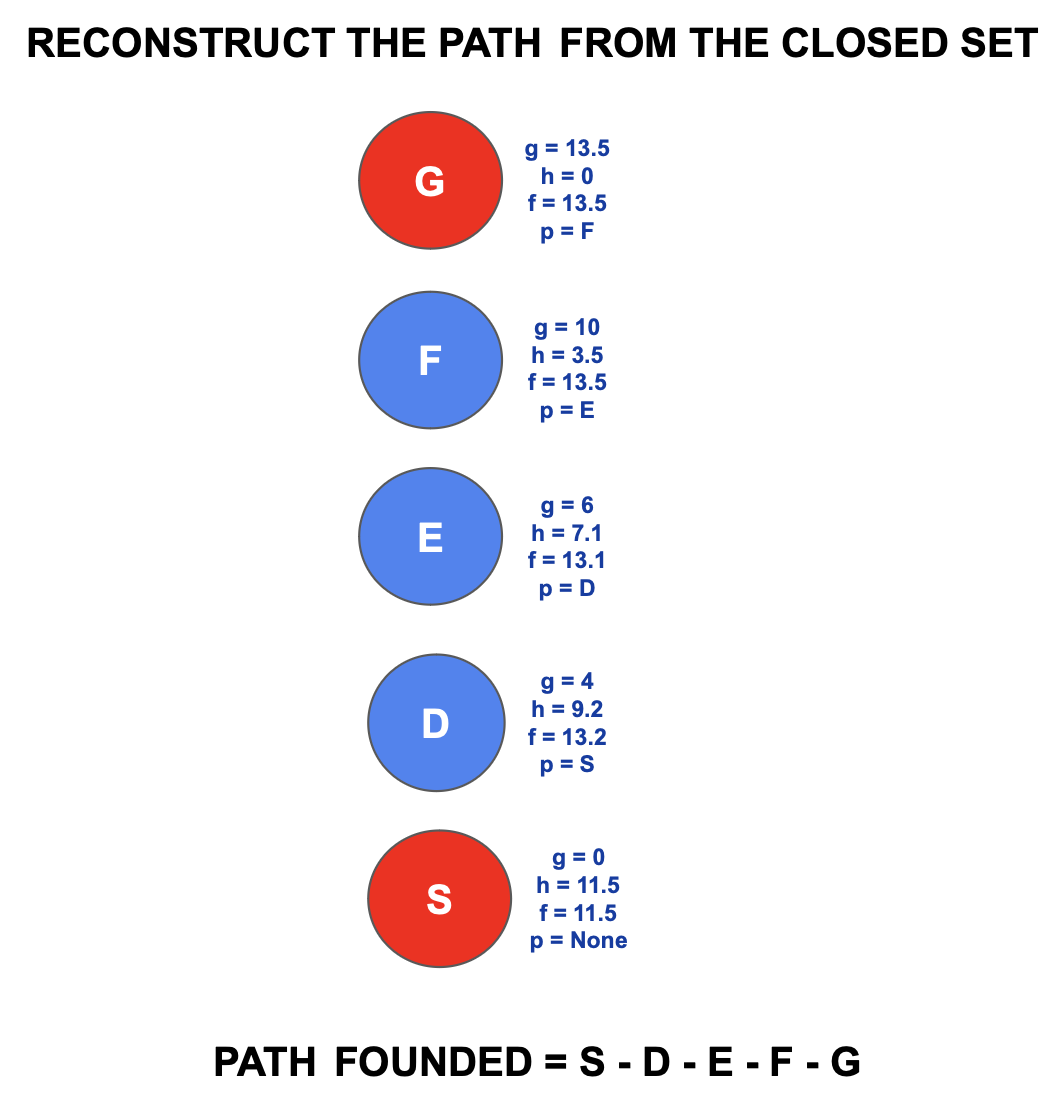 RECONSTRUCT THE PATH FROM THE CLOSED SET
G
g = 13.5
h = 0
f = 13.5
p = F
F
g = 10
h = 3.5
f = 13.5
p = E
E
g = 6
h = 7.1
f = 13.1
p = D
D
g = 4
h = 9.2
f = 13.2
p = S
S
g = 0
h = 11.5
f = 11.5
p = None
PATH FOUNDED = S - D - E - F - G